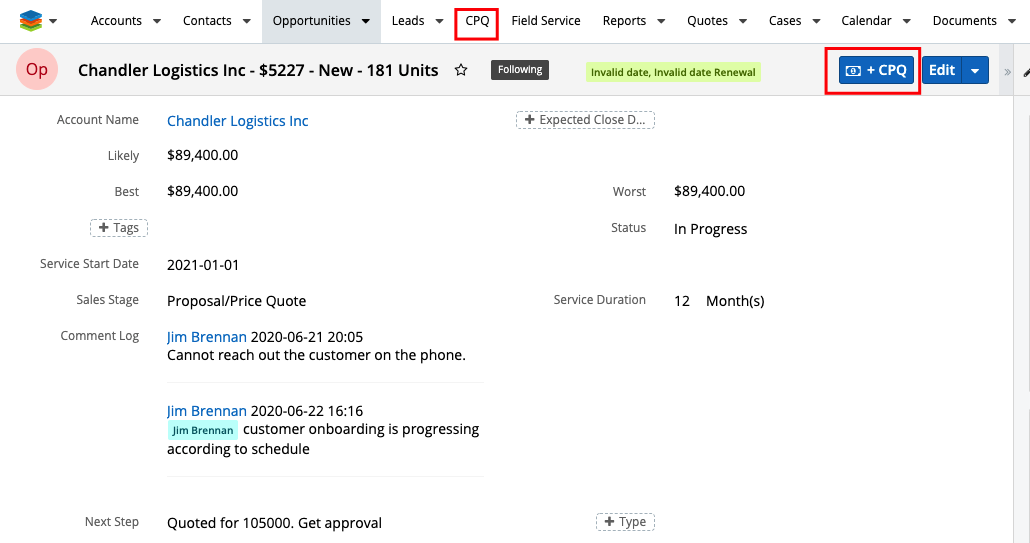 Accounts Contacts Opportunities Leads CPQ Field Service Reports Quotes Cases Calendar Documents
Op Chandler Logistics Inc - $5227 - New - 181 Units Following Invalid date, Invalid date Renewal + CPQ Edit »
Account Name Chandler Logistics Inc + Expected Close D...
Likely $89,400.00
Best $89,400.00 Worst $89,400.00
+ Tags Status In Progress
Service Start Date 2021-01-01
Sales Stage Proposal/Price Quote Service Duration 12 Month(s)
Comment Log Jim Brennan 2020-06-21 20:05
Cannot reach out the customer on the phone.
Jim Brennan 2020-06-22 16:16
Jim Brennan customer onboarding is progressing
according to schedule
Next Step Quoted for 105000. Get approval + Type